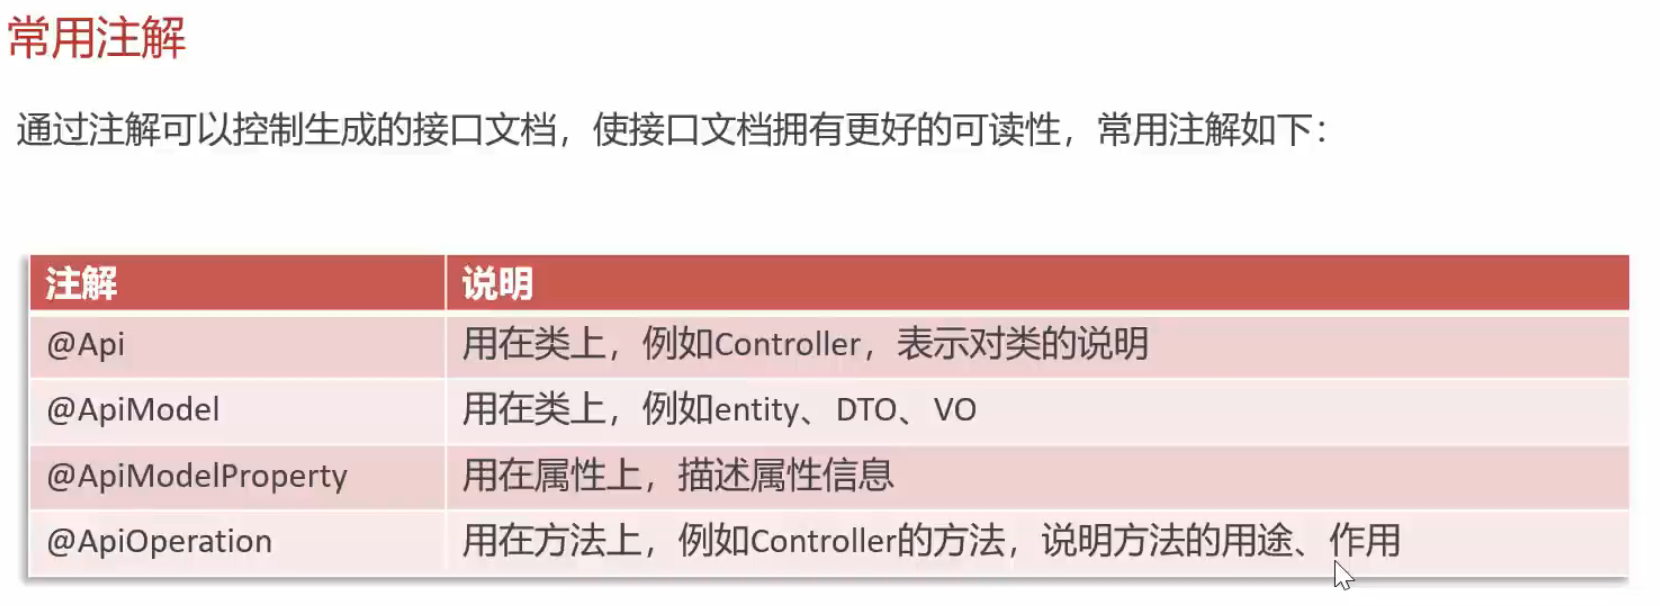 常用注解
通过注解可以控制生成的接口文档，使接口文档拥有更好的可读性，常用注解如下：
注解 说明
@Api 用在类上，例如Controller，表示对类的说明
@ApiModel 用在类上，例如entity、DTO、VO
@ApiModelProperty 用在属性上，描述属性信息
@ApiOperation 用在方法上，例如Controller的方法，说明方法的用途、作用